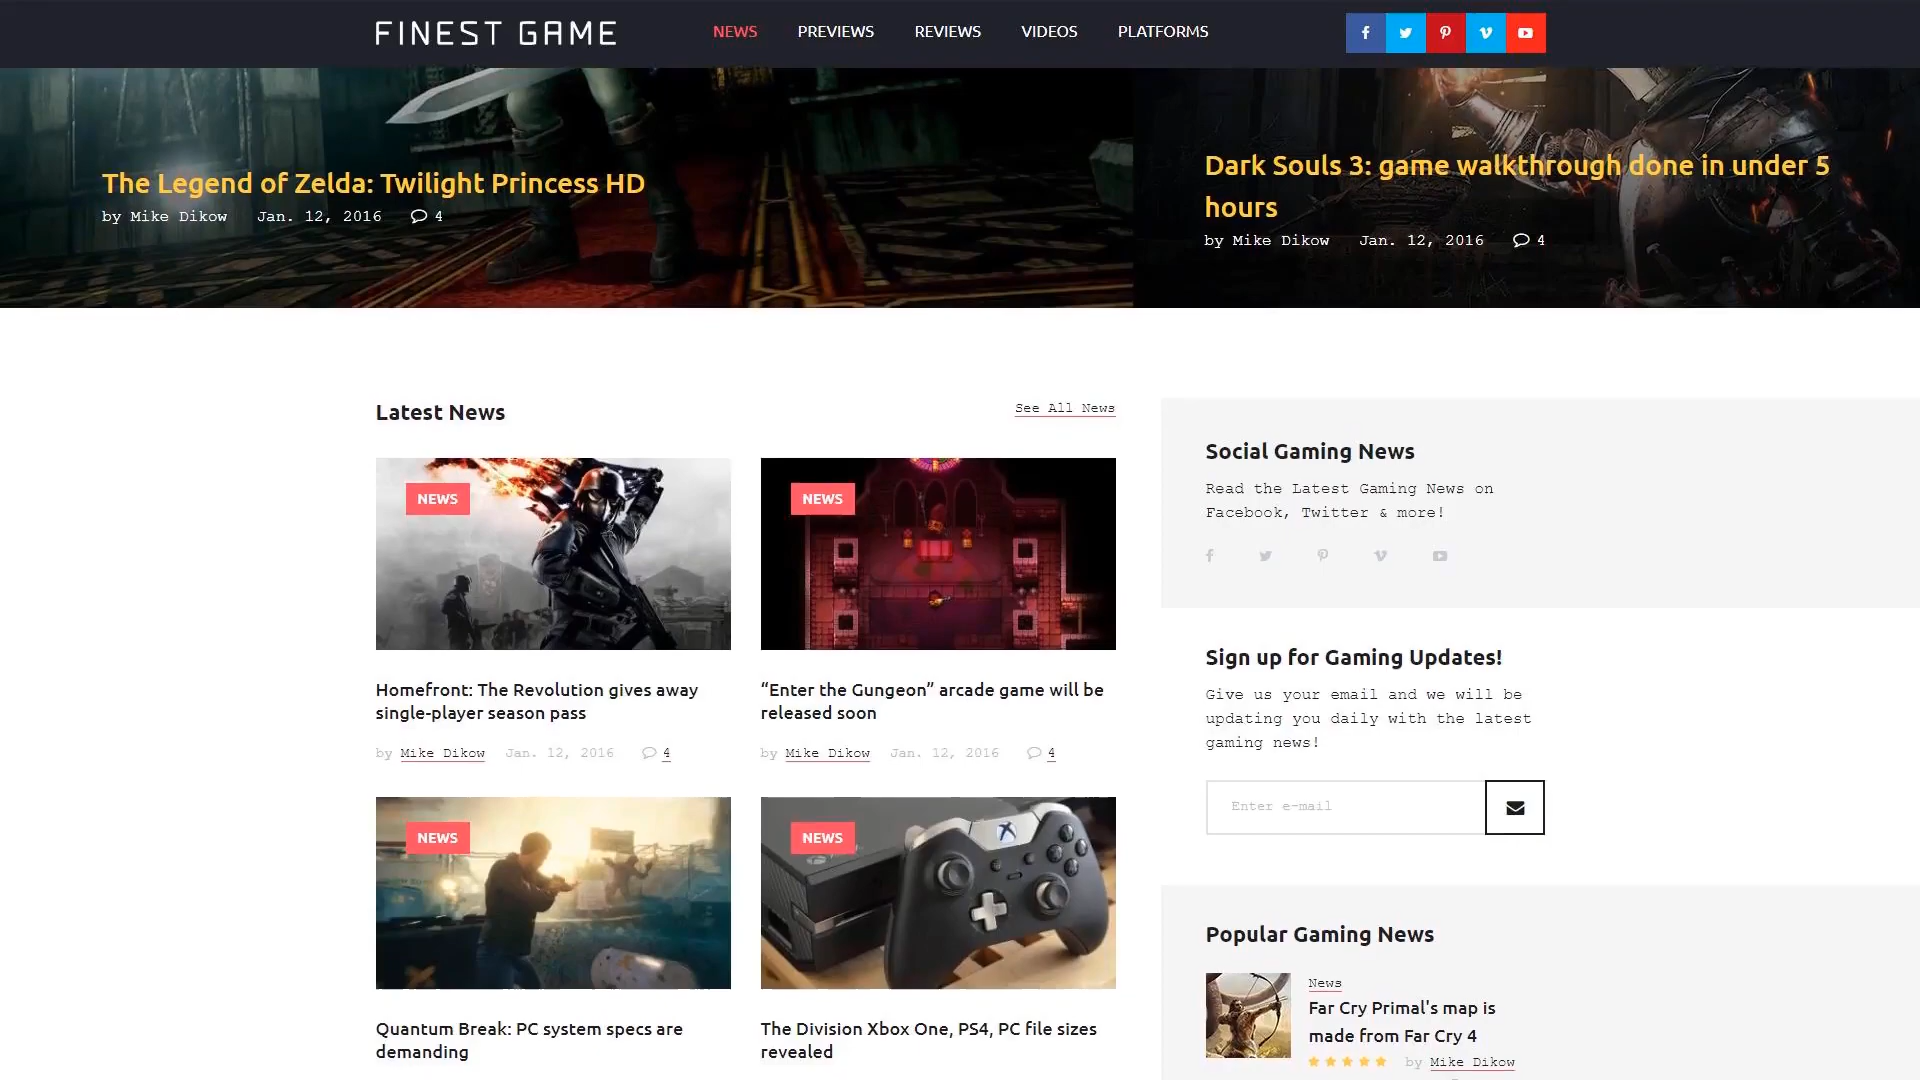 FINEST GAME
NEWS PREVIEWS REVIEWS VIDEOS PLATFORMS
The Legend of Zelda: Twilight Princess HD
by Mike Dikow Jan. 12, 2016 4
Dark Souls 3: game walkthrough done in under 5
hours
by Mike Dikow Jan. 12, 2016 4
Latest News
See All News
NEWS
Homefront: The Revolution gives away
single-player season pass
by Mike Dikow Jan. 12, 2016 4
NEWS
“Enter the Gungeon” arcade game will be
released soon
by Mike Dikow Jan. 12, 2016 4
NEWS
Quantum Break: PC system specs are
demanding
NEWS
The Division Xbox One, PS4, PC file sizes
revealed
Social Gaming News
Read the Latest Gaming News on
Facebook, Twitter & more!
Sign up for Gaming Updates!
Give us your email and we will be
updating you daily with the latest
gaming news!
Enter e-mail
Popular Gaming News
News
Far Cry Primal's map is
made from Far Cry 4
by Mike Dikow